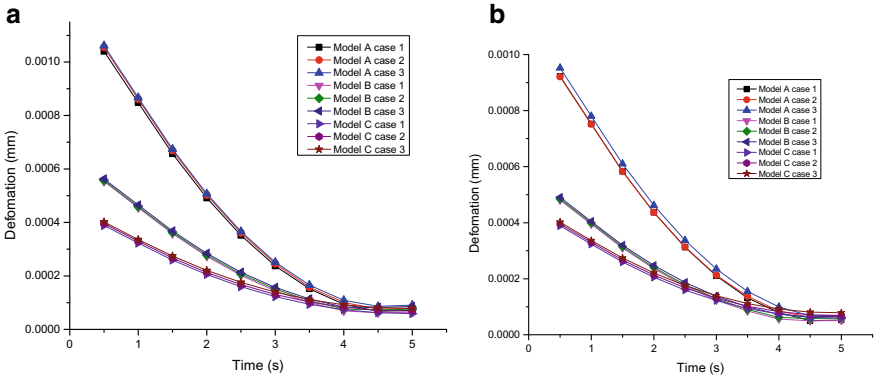 a
0.0010
0.0008
0.0006
0.0004
0.0002
0.0000
Defomation (mm)
0
1
2
3
4
5
Time (s)
Model A case 1
Model A case 2
Model A case 3
Model B case 1
Model B case 2
Model B case 3
Model C case 1
Model C case 2
Model C case 3
b
0.0010
0.0008
0.0006
0.0004
0.0002
0.0000
Defomation (mm)
0
1
2
3
4
5
Time (s)
Model A case 1
Model A case 2
Model A case 3
Model B case 1
Model B case 2
Model B case 3
Model C case 1
Model C case 2
Model C case 3